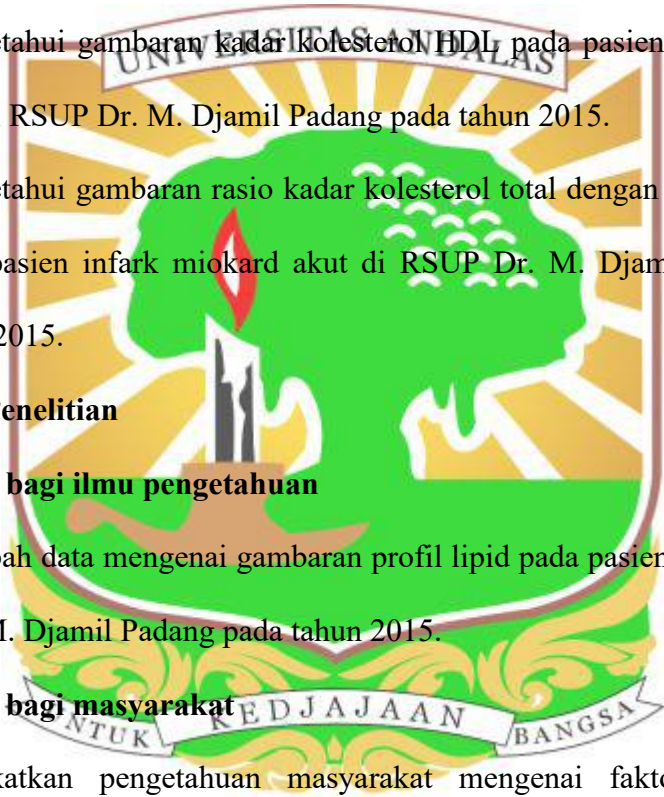 etahui gambaran kadar kolesterol HDL pada pasien
UNIVERSITAS ANDALAS
RSUP Dr. M. Djamil Padang pada tahun 2015.
etahui gambaran rasio kadar kolesterol total dengan
pasien infark miokard akut di RSUP Dr. M. Djam
2015.
Penelitian
bagi ilmu pengetahuan
bah data mengenai gambaran profil lipid pada pasien
M. Djamil Padang pada tahun 2015.
bagi masyarakat
UNTUK KEDJAJAAN BANGSA
katkan pengetahuan masyarakat mengenai fakto